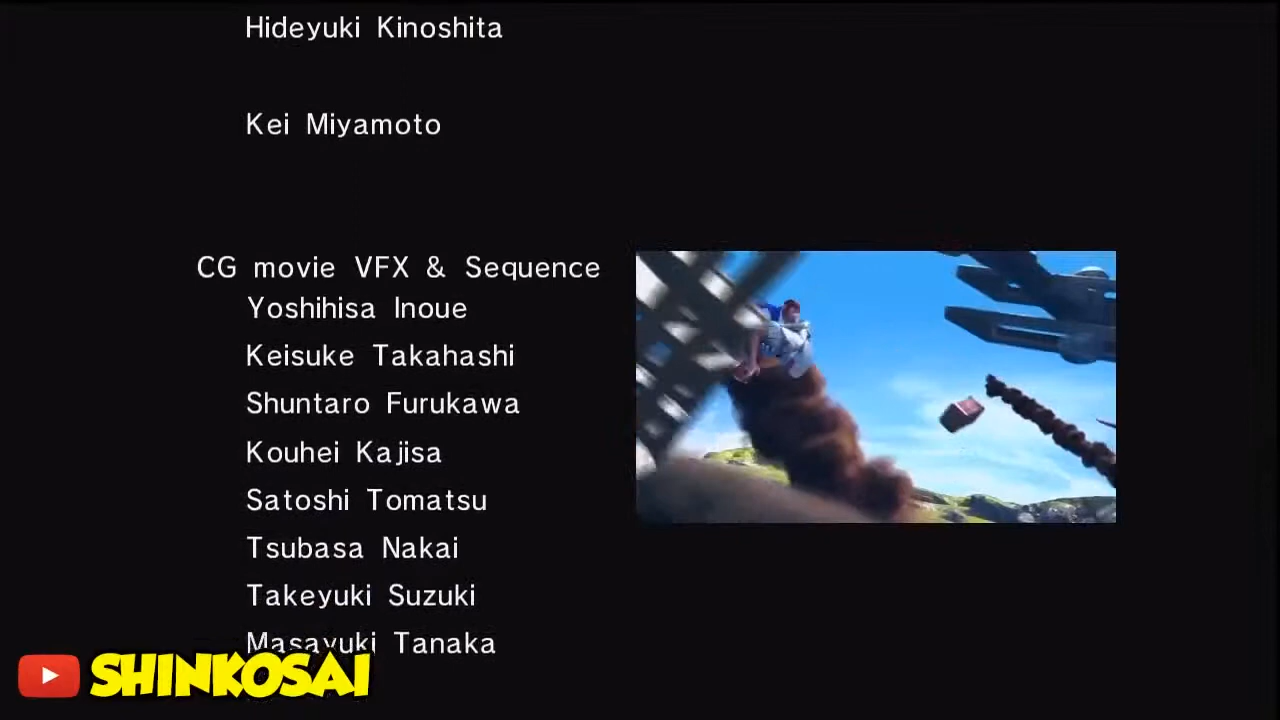 Hideyuki Kinoshita
Kei Miyamoto
CG movie VFX & Sequence
Yoshihisa Inoue
Keisuke Takahashi
Shuntaro Furukawa
Kouhei Kajisa
Satoshi Tomatsu
Tsubasa Nakai
Takeyuki Suzuki
Masayuki Tanaka
SHINKOSAI